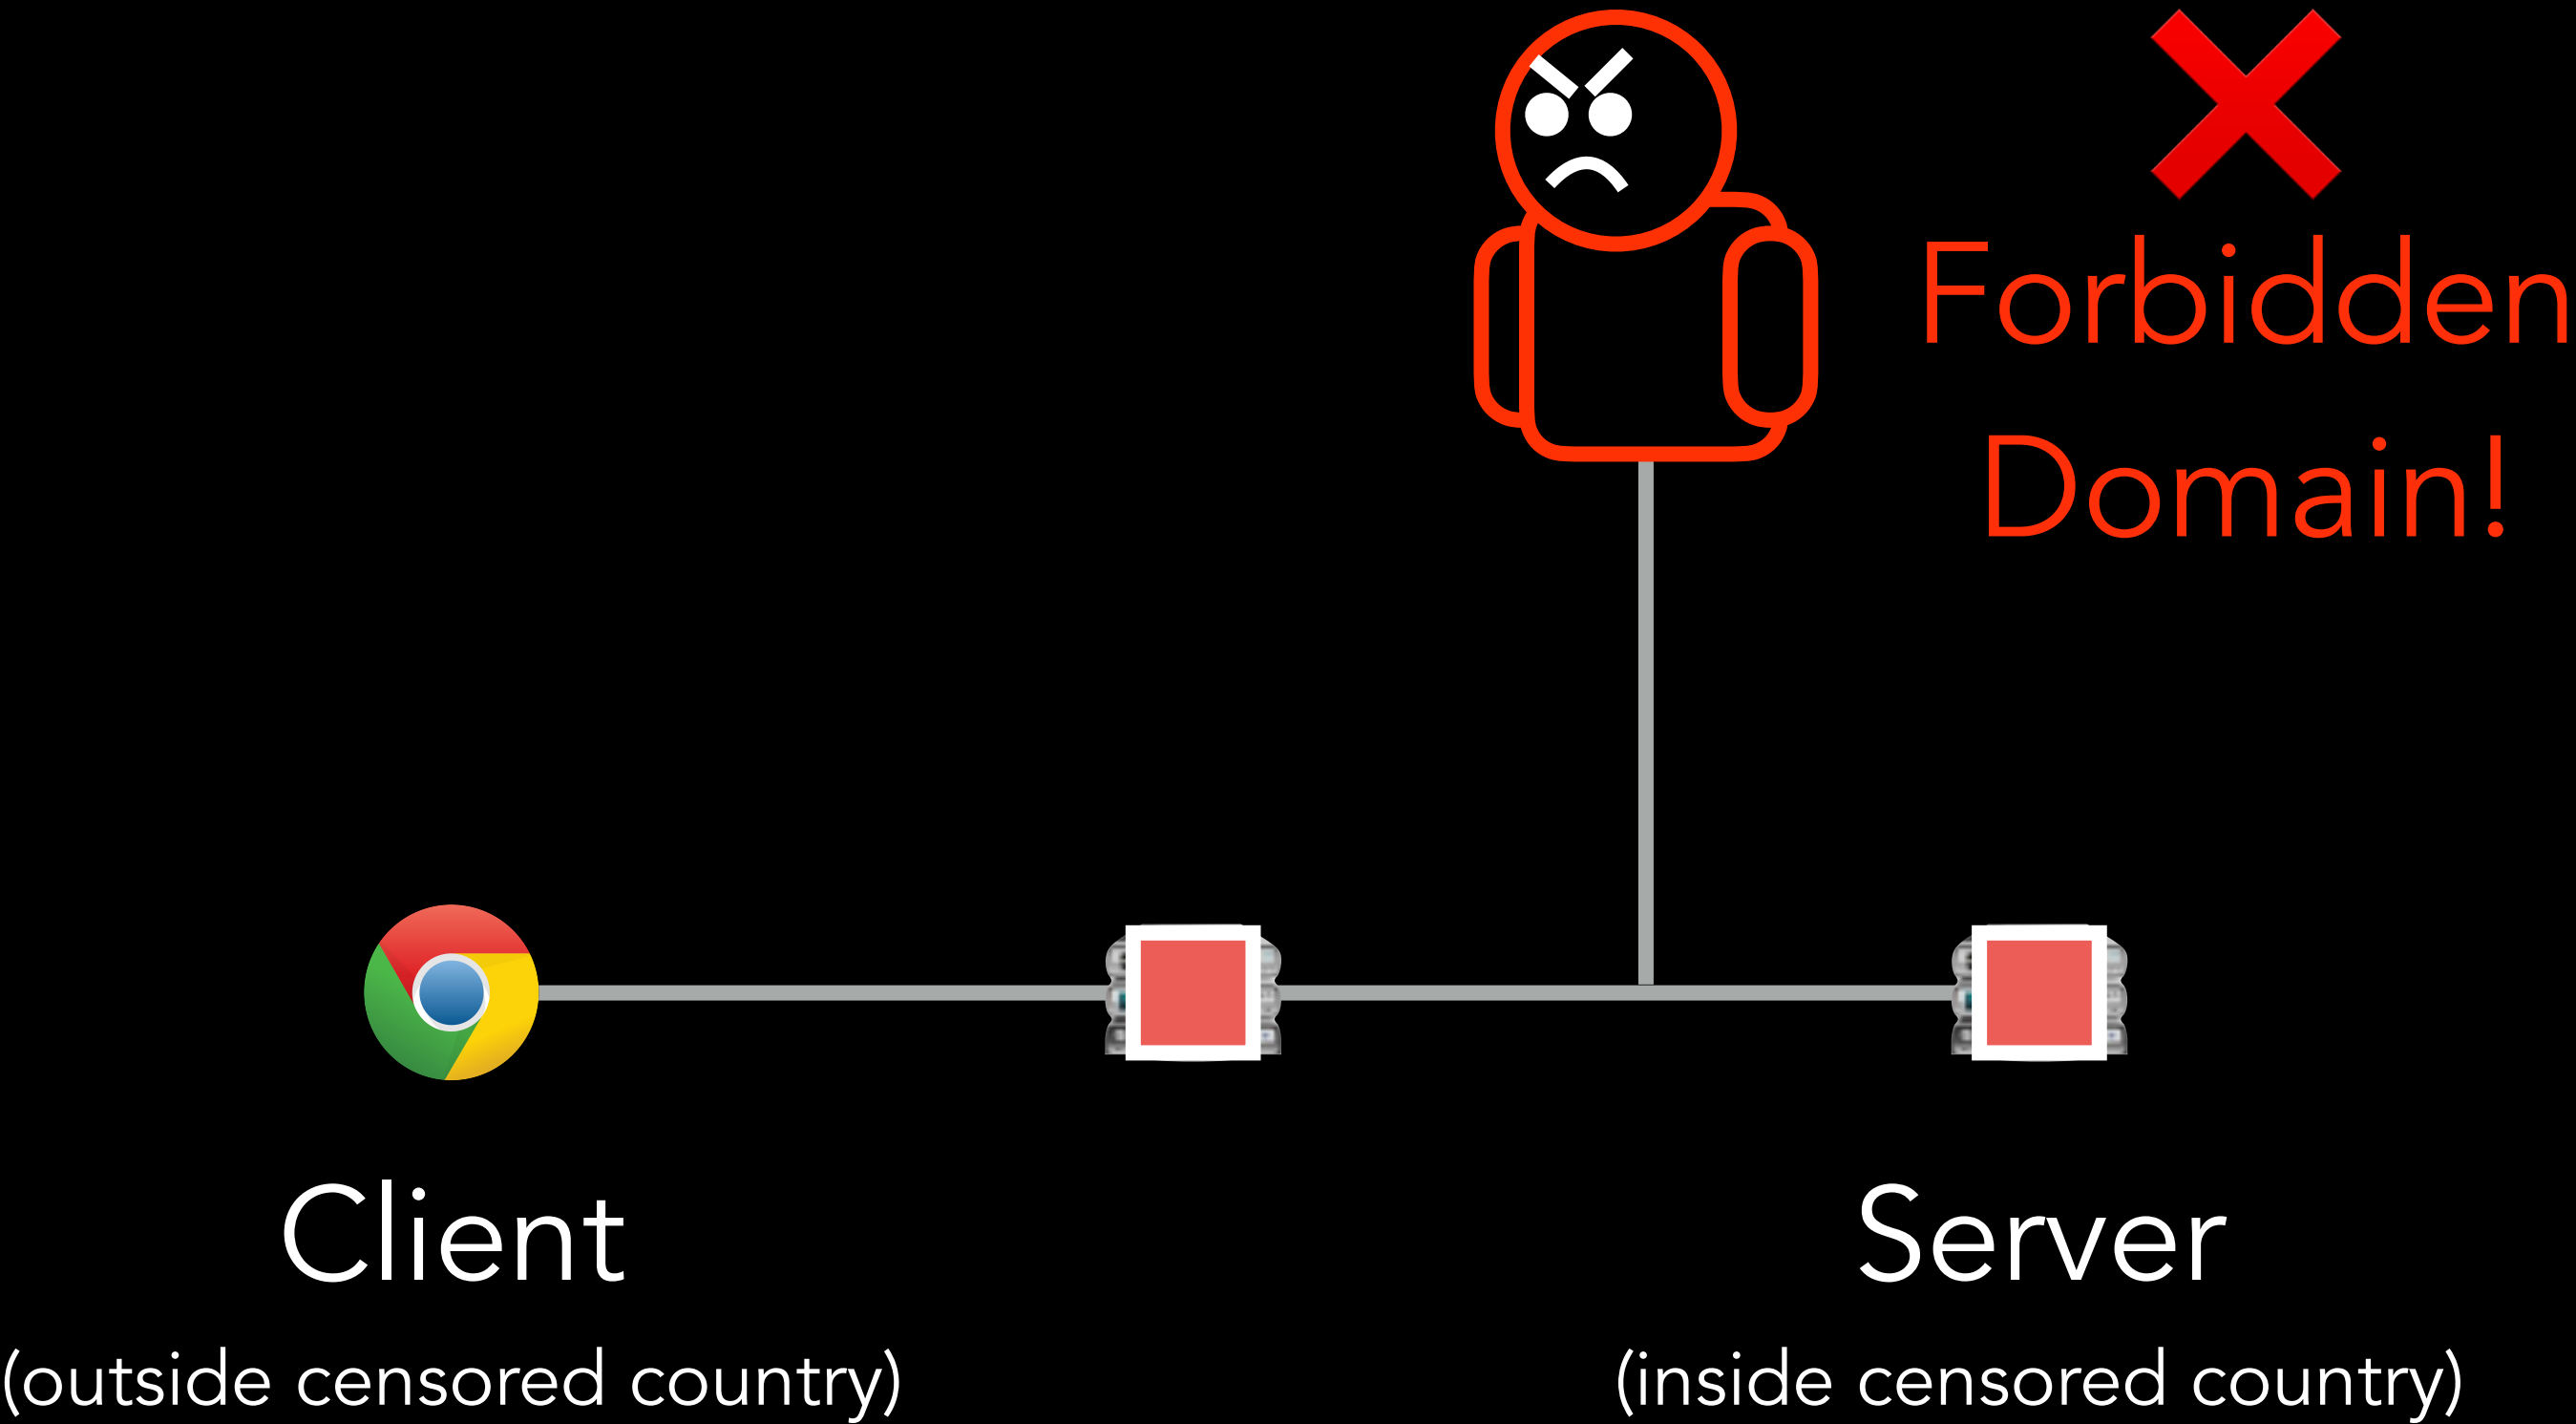 Forbidden
Domain!
Client
Server
(outside censored country)
(inside censored country)